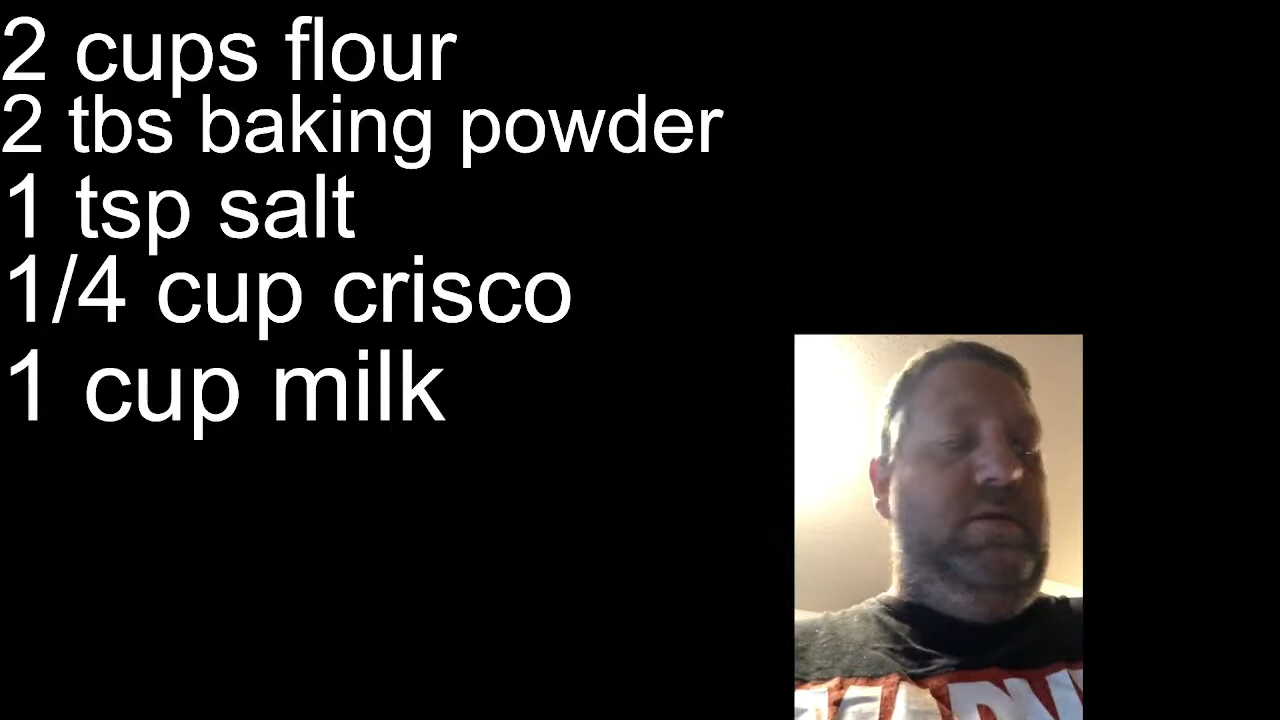 2 cups flour
2 tbs baking powder
1 tsp salt
1/4 cup crisco
1 cup milk